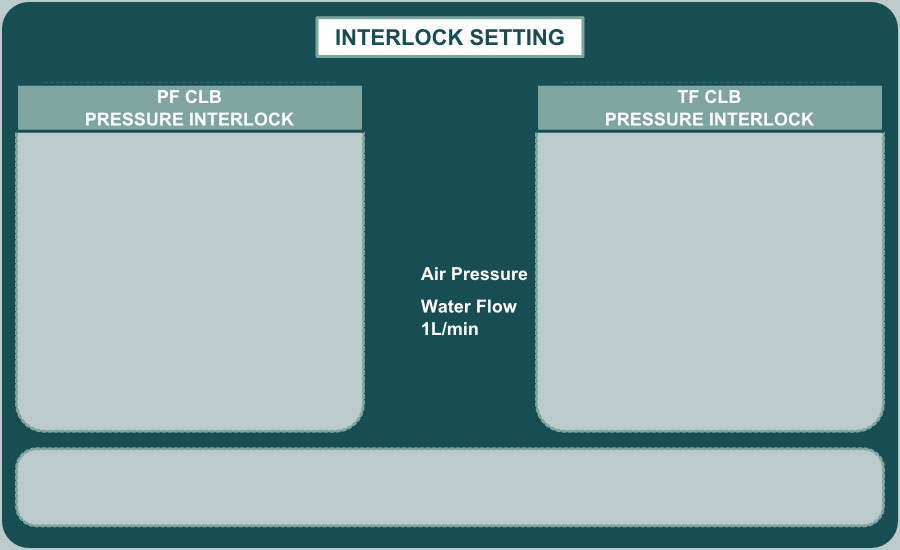 INTERLOCK SETTING
PF CLB
PRESSURE INTERLOCK
TF CLB
PRESSURE INTERLOCK
Air Pressure
Water Flow
1L/min